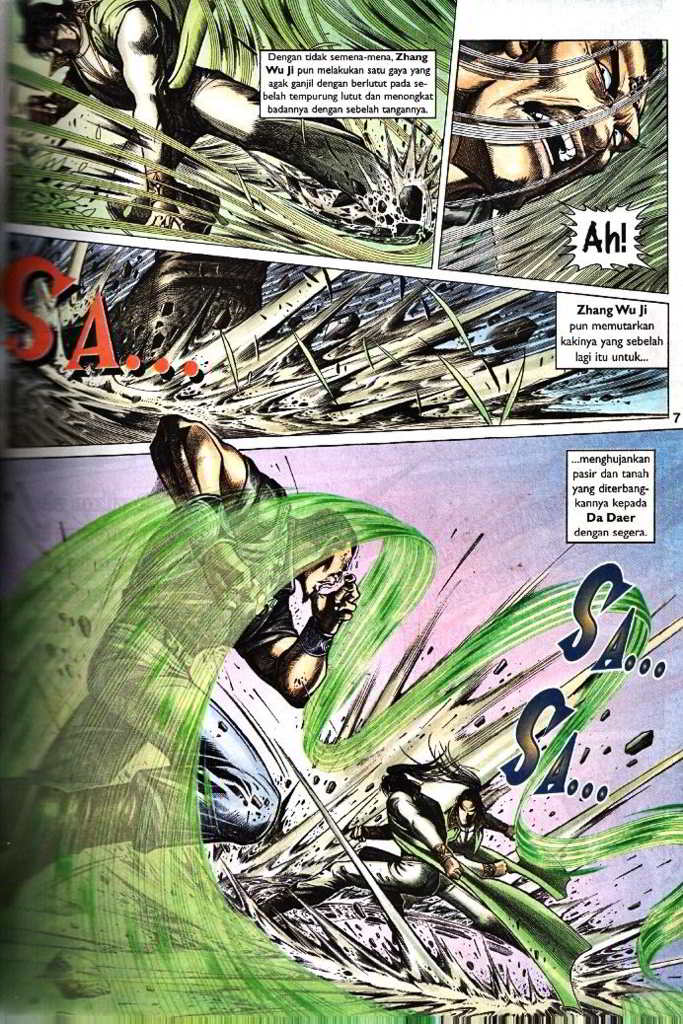 Dengan tidak semena-mena, Zhang
Wu Ji pun melakukan satu gaya yang
agak ganjil dengan berlutut pada se-
belah tempurung lutut dan menongkat
badannya dengan sebelah tangannya.
Ah!
SA...
Zhang Wu Ji
pun memutarkan
kakinya yang sebelah
lagi itu untuk...
7
...menghujankan
pasir dan tanah
yang diterbang-
kannya kepada
Da Daer
dengan segera.
SA...
SA...